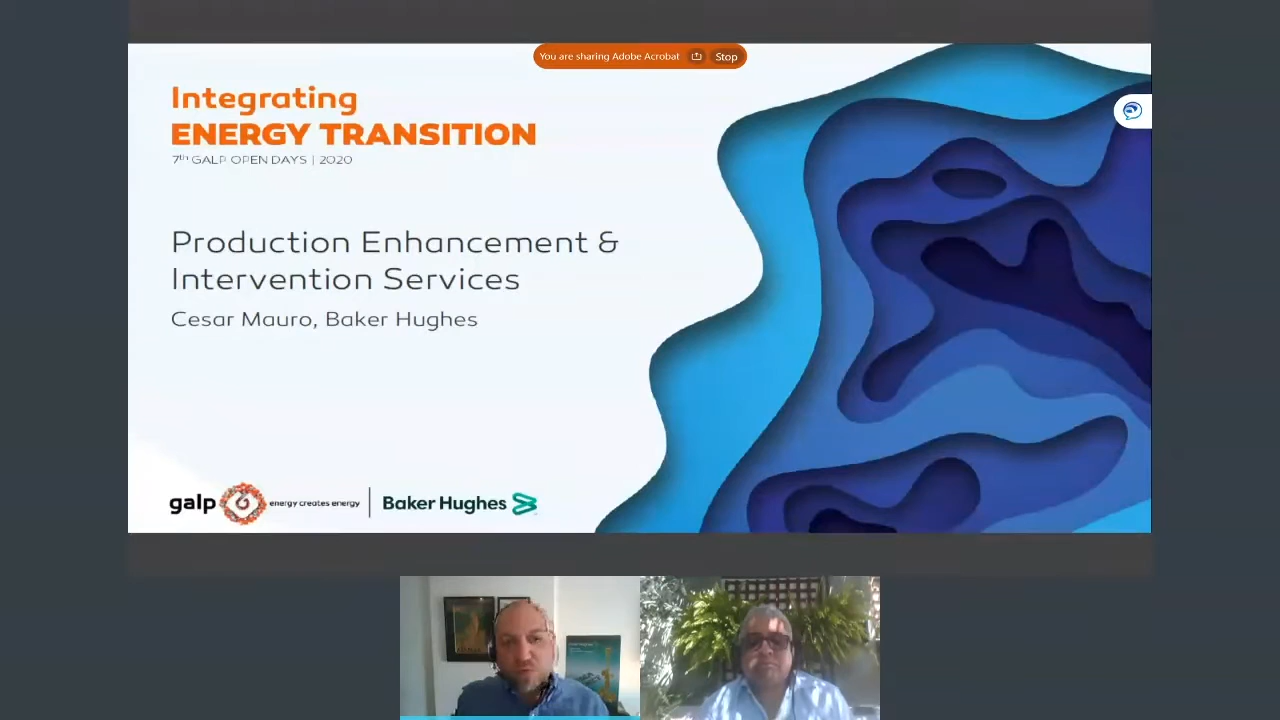 You are sharing Adobe Acrobat Stop
Integrating
ENERGY TRANSITION
7th GALP OPEN DAYS | 2020
Production Enhancement &
Intervention Services
Cesar Mauro, Baker Hughes
galp energy creates energy Baker Hughes